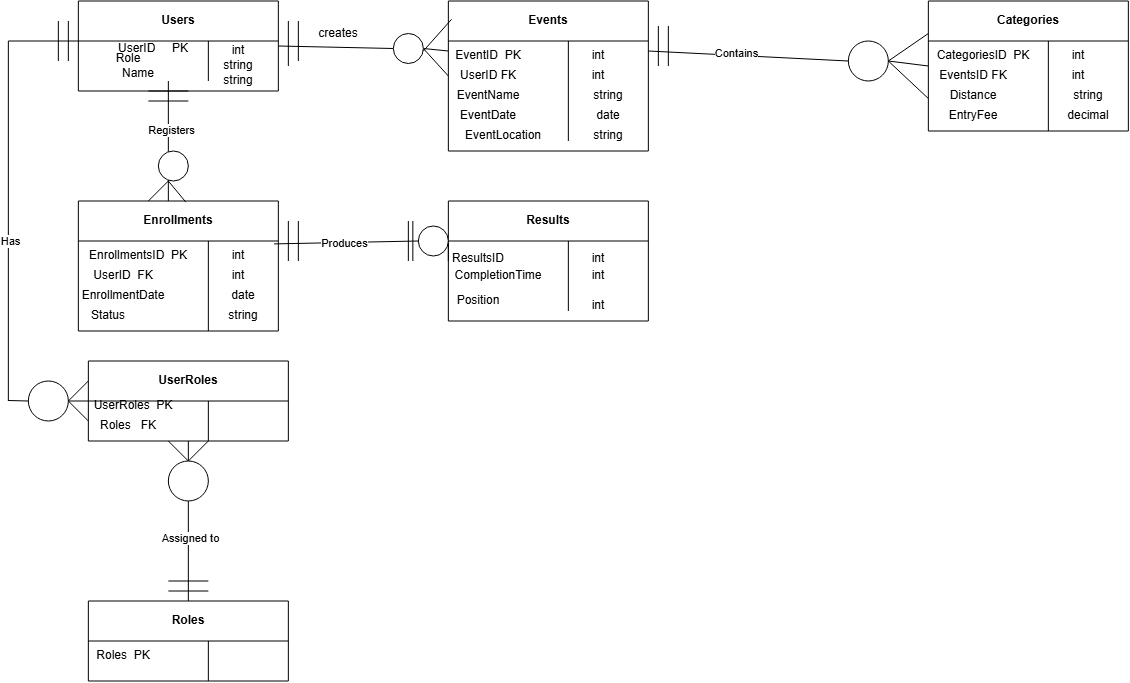 Users
UserID PK int
Role string
Name string
creates
Events
EventID PK int
UserID FK int
EventName string
EventDate date
EventLocation string
Contains
Categories
CategoriesID PK int
EventsID FK int
Distance string
EntryFee decimal
Registers
Has
Enrollments
EnrollmentsID PK int
UserID FK int
EnrollmentDate date
Status string
Produces
Results
ResultsID int
CompletionTime int
Position int
UserRoles
UserRoles PK
Roles FK
Assigned to
Roles
Roles PK